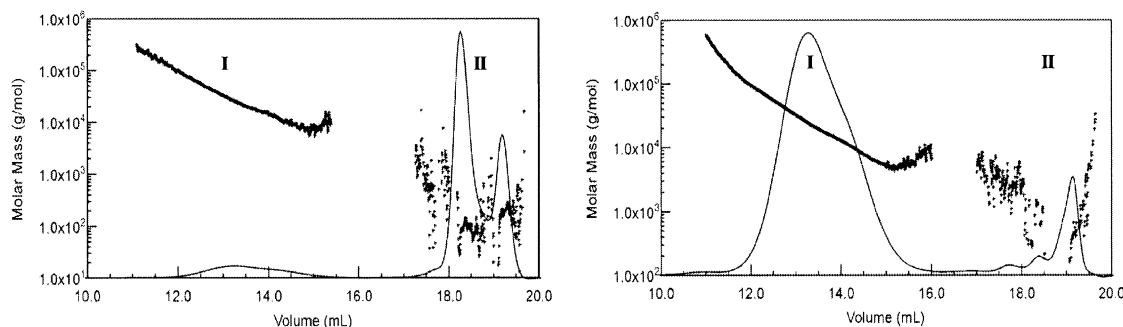 1.0x10⁶
1.0x10⁵
1.0x10⁴
1.0x10³
1.0x10²
1.0x10¹
Molar Mass (g/mol)
I
II
10.0 12.0 14.0 16.0 18.0 20.0
Volume (mL)
1.0x10⁶
1.0x10⁵
1.0x10⁴
1.0x10³
1.0x10²
Molar Mass (g/mol)
I
II
10.0 12.0 14.0 16.0 18.0 20.0
Volume (mL)